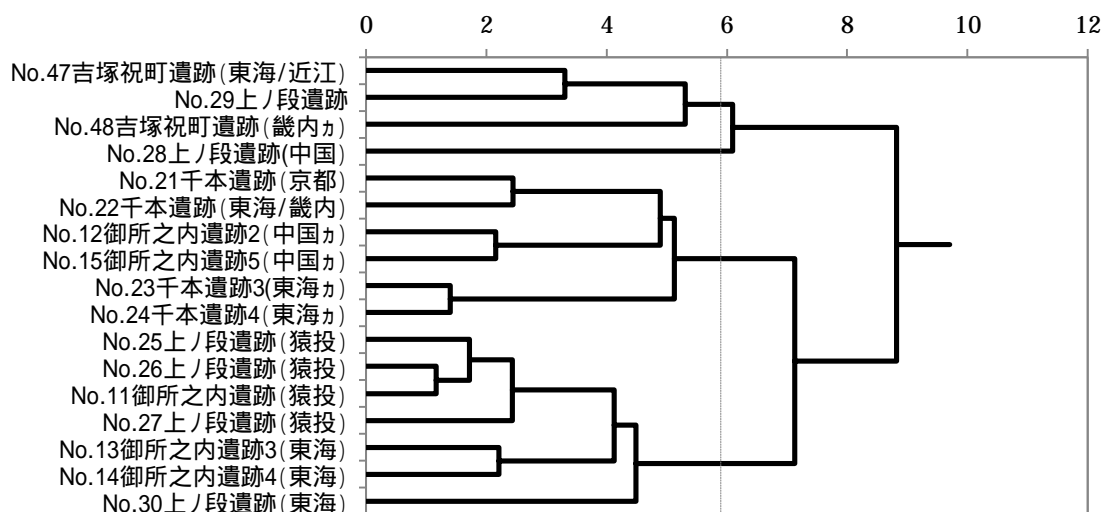 0 2 4 6 8 10 12
No.47吉塚祝町遺跡(東海/近江)
No.29上ノ段遺跡
No.48吉塚祝町遺跡(畿内ヵ)
No.28上ノ段遺跡(中国)
No.21千本遺跡(京都)
No.22千本遺跡(東海/畿内)
No.12御所之内遺跡2(中国ヵ)
No.15御所之内遺跡5(中国ヵ)
No.23千本遺跡3(東海ヵ)
No.24千本遺跡4(東海ヵ)
No.25上ノ段遺跡(猿投)
No.26上ノ段遺跡(猿投)
No.11御所之内遺跡(猿投)
No.27上ノ段遺跡(猿投)
No.13御所之内遺跡3(東海)
No.14御所之内遺跡4(東海)
No.30上ノ段遺跡(東海)